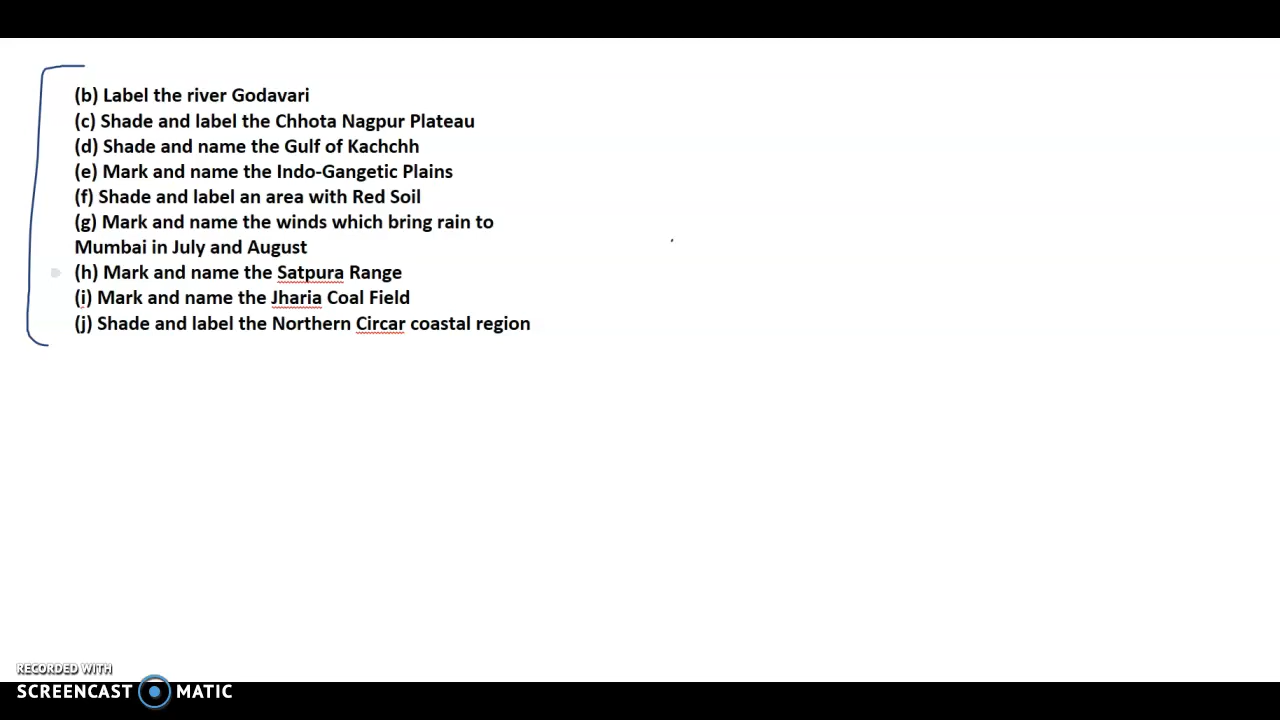 (b) Label the river Godavari
(c) Shade and label the Chhota Nagpur Plateau
(d) Shade and name the Gulf of Kachchh
(e) Mark and name the Indo-Gangetic Plains
(f) Shade and label an area with Red Soil
(g) Mark and name the winds which bring rain to
Mumbai in July and August
(h) Mark and name the Satpura Range
(i) Mark and name the Jharia Coal Field
(j) Shade and label the Northern Circar coastal region
RECORDED WITH
SCREENCAST MATIC